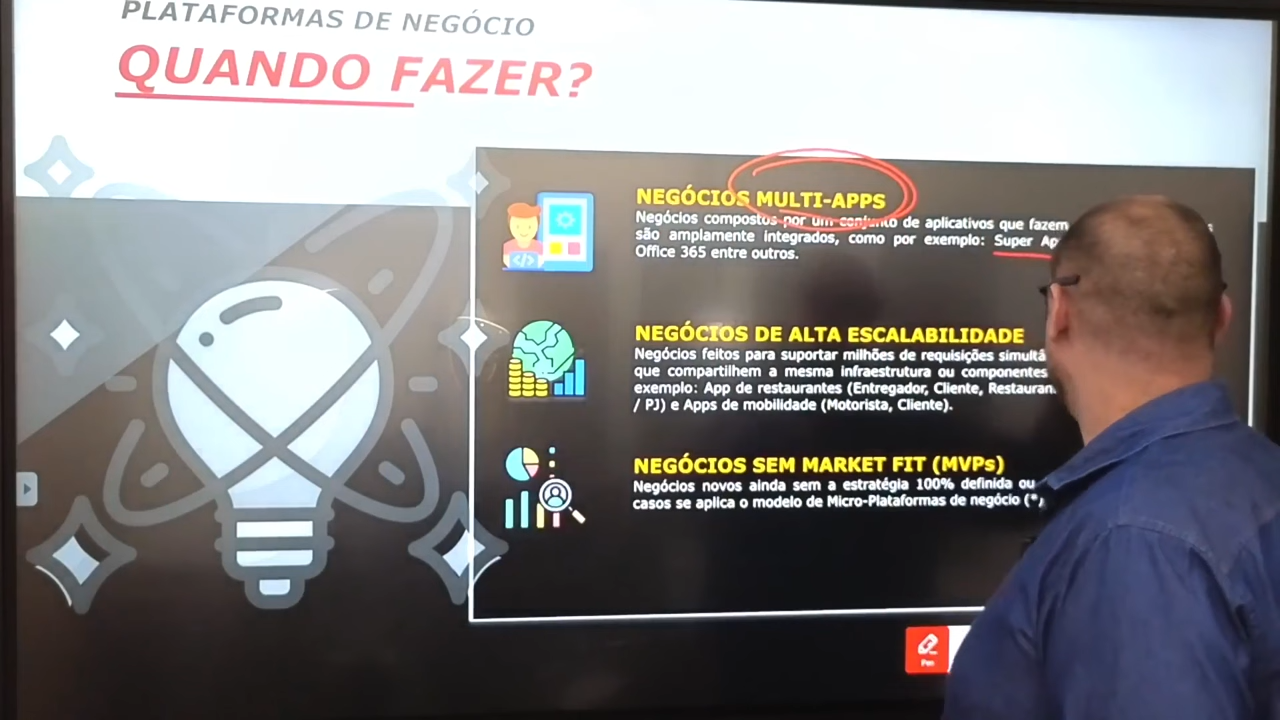 PLATAFORMAS DE NEGÓCIO
QUANDO FAZER?
NEGÓCIOS MULTI-APPS
Negócios compostos por um conjunto de aplicativos que fazem
são amplamente integrados, como por exemplo: Super
Office 365 entre outros.
NEGÓCIOS DE ALTA ESCALABILIDADE
Negócios feitos para suportar milhões de requisições
que compartilhem a mesma infraestrutura ou componentes
exemplo: App de restaurantes (Entregador, Cliente,
/ PJ) e Apps de mobilidade (Motorista, Cliente).
NEGÓCIOS SEM MARKET FIT (MVPs)
Negócios novos ainda sem a estratégia 100% definida ou
casos se aplica o modelo de Micro-Plataformas de negócio (*
Pen